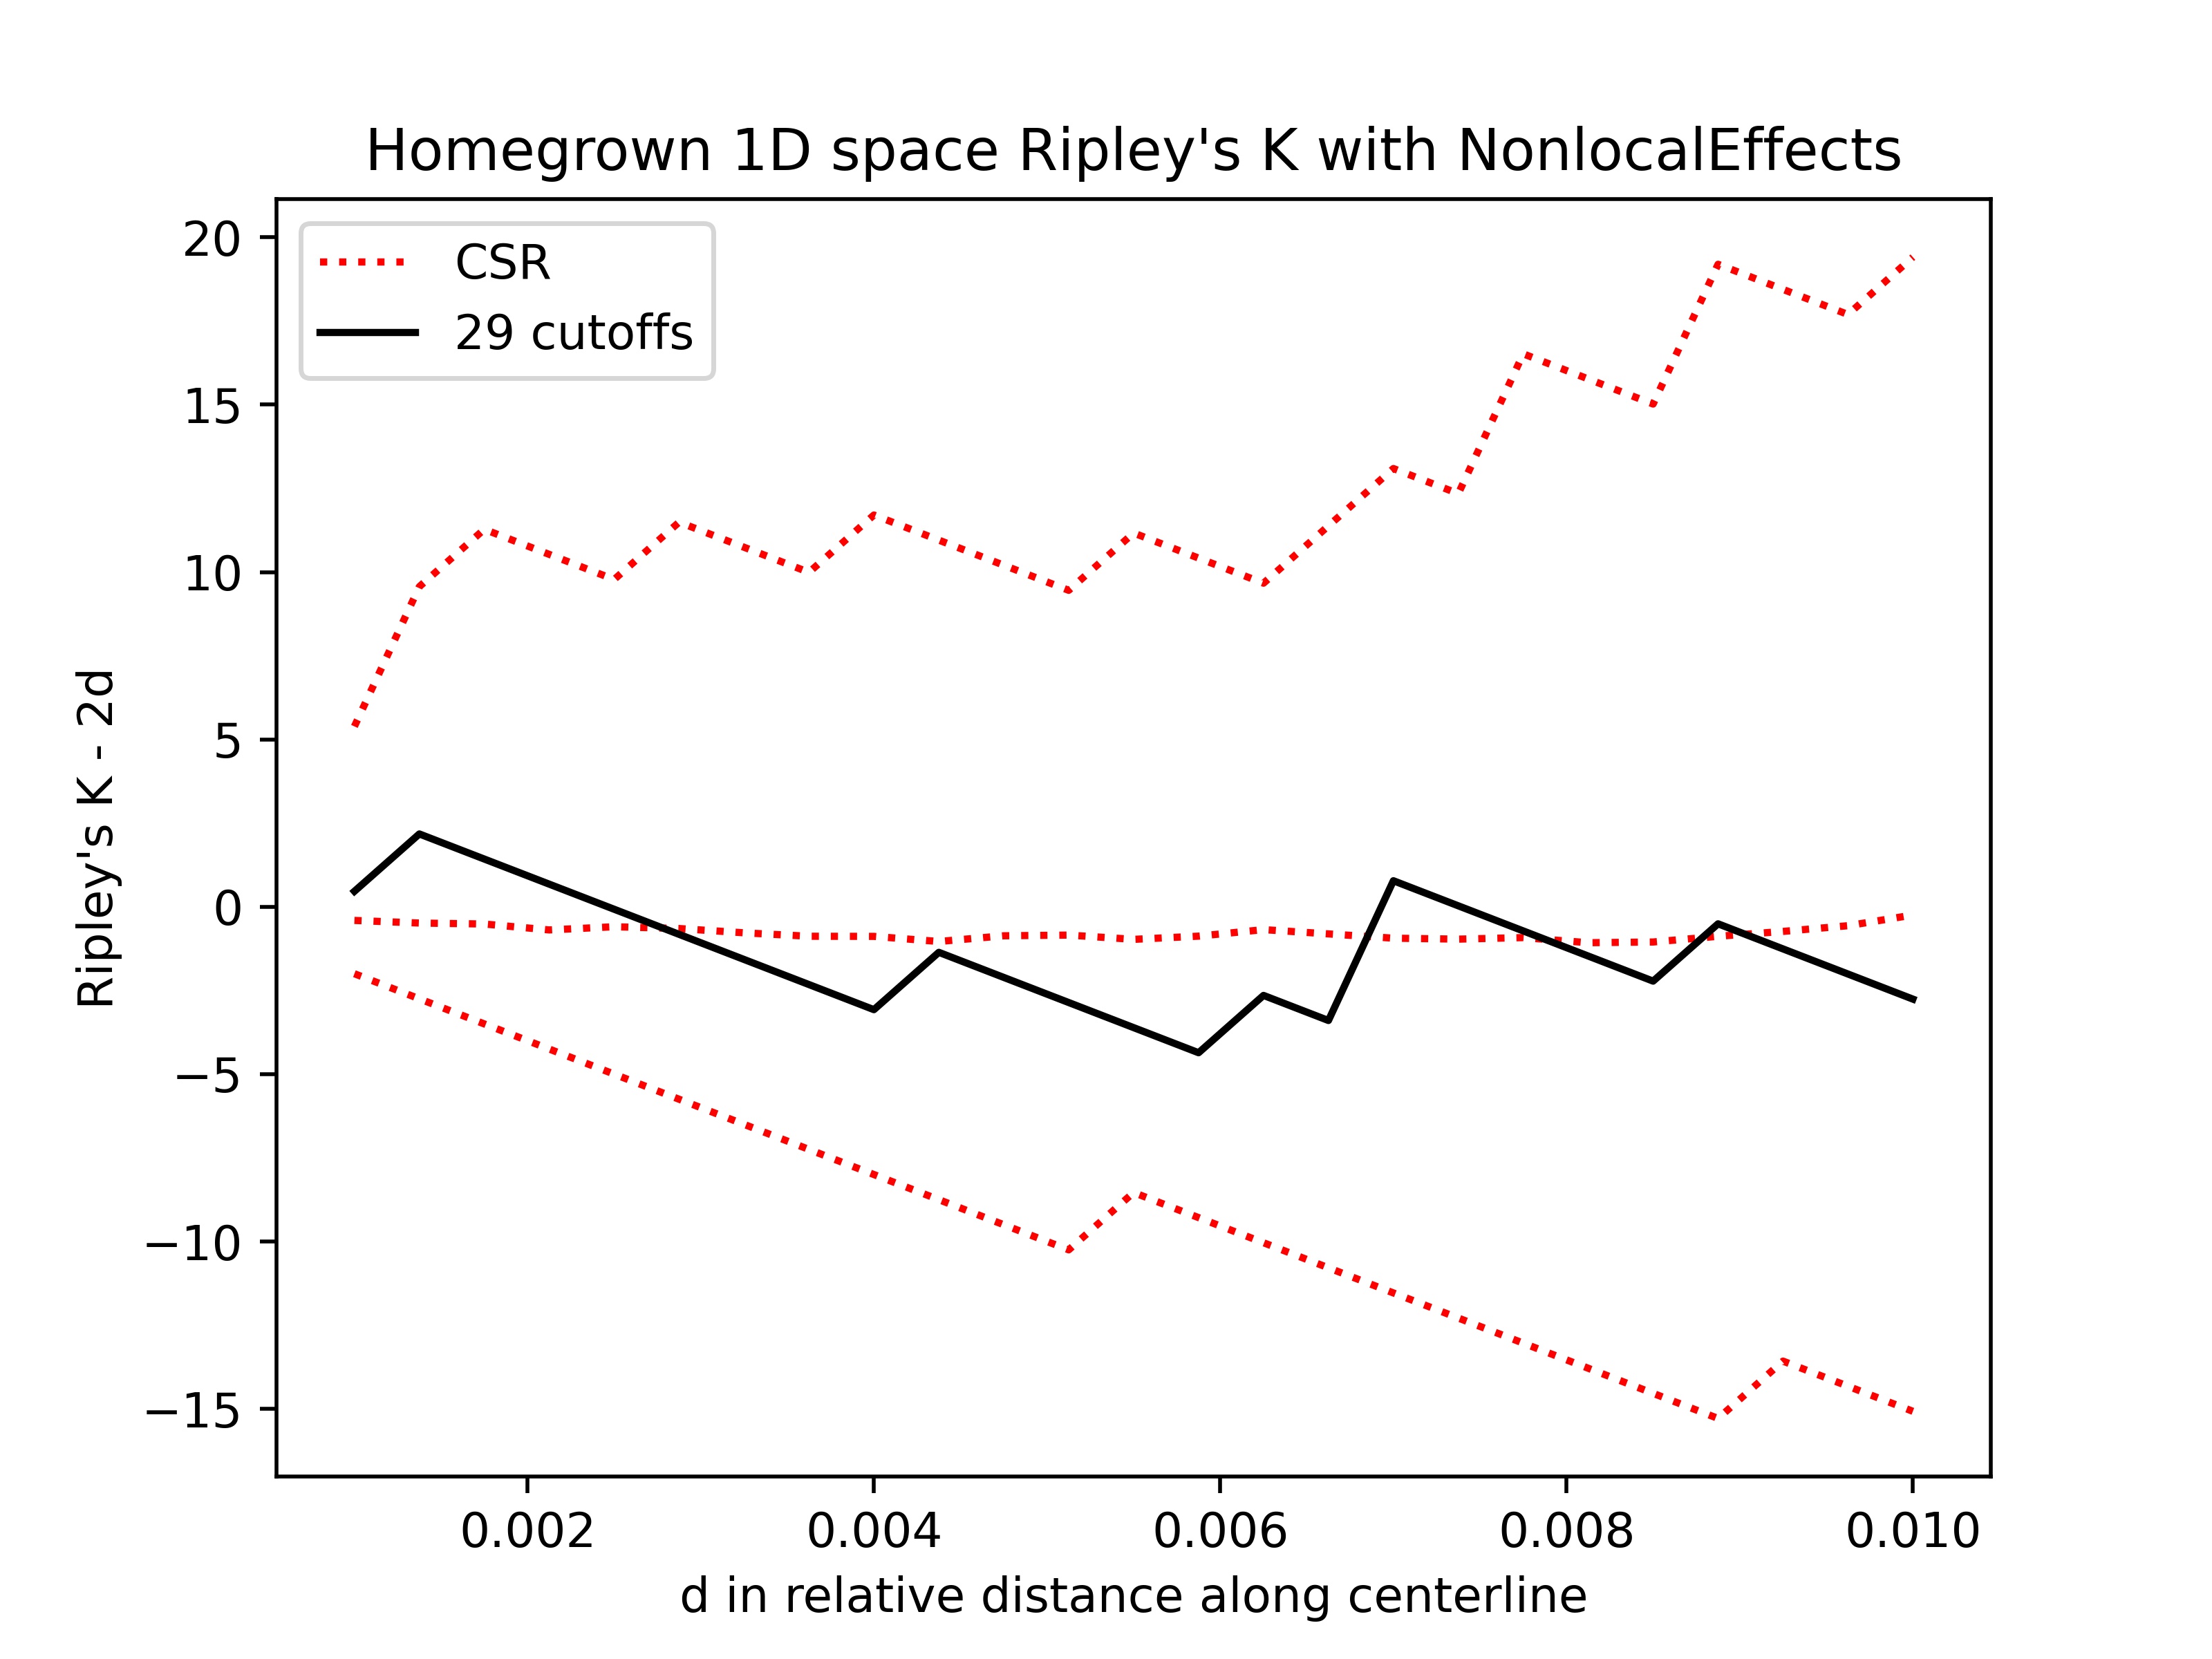 Homegrown 1D space Ripley's K with NonlocalEffects
CSR
29 cutoffs
20
15
10
5
0
−5
−10
−15
Ripley's K - 2d
0.002 0.004 0.006 0.008 0.010
d in relative distance along centerline